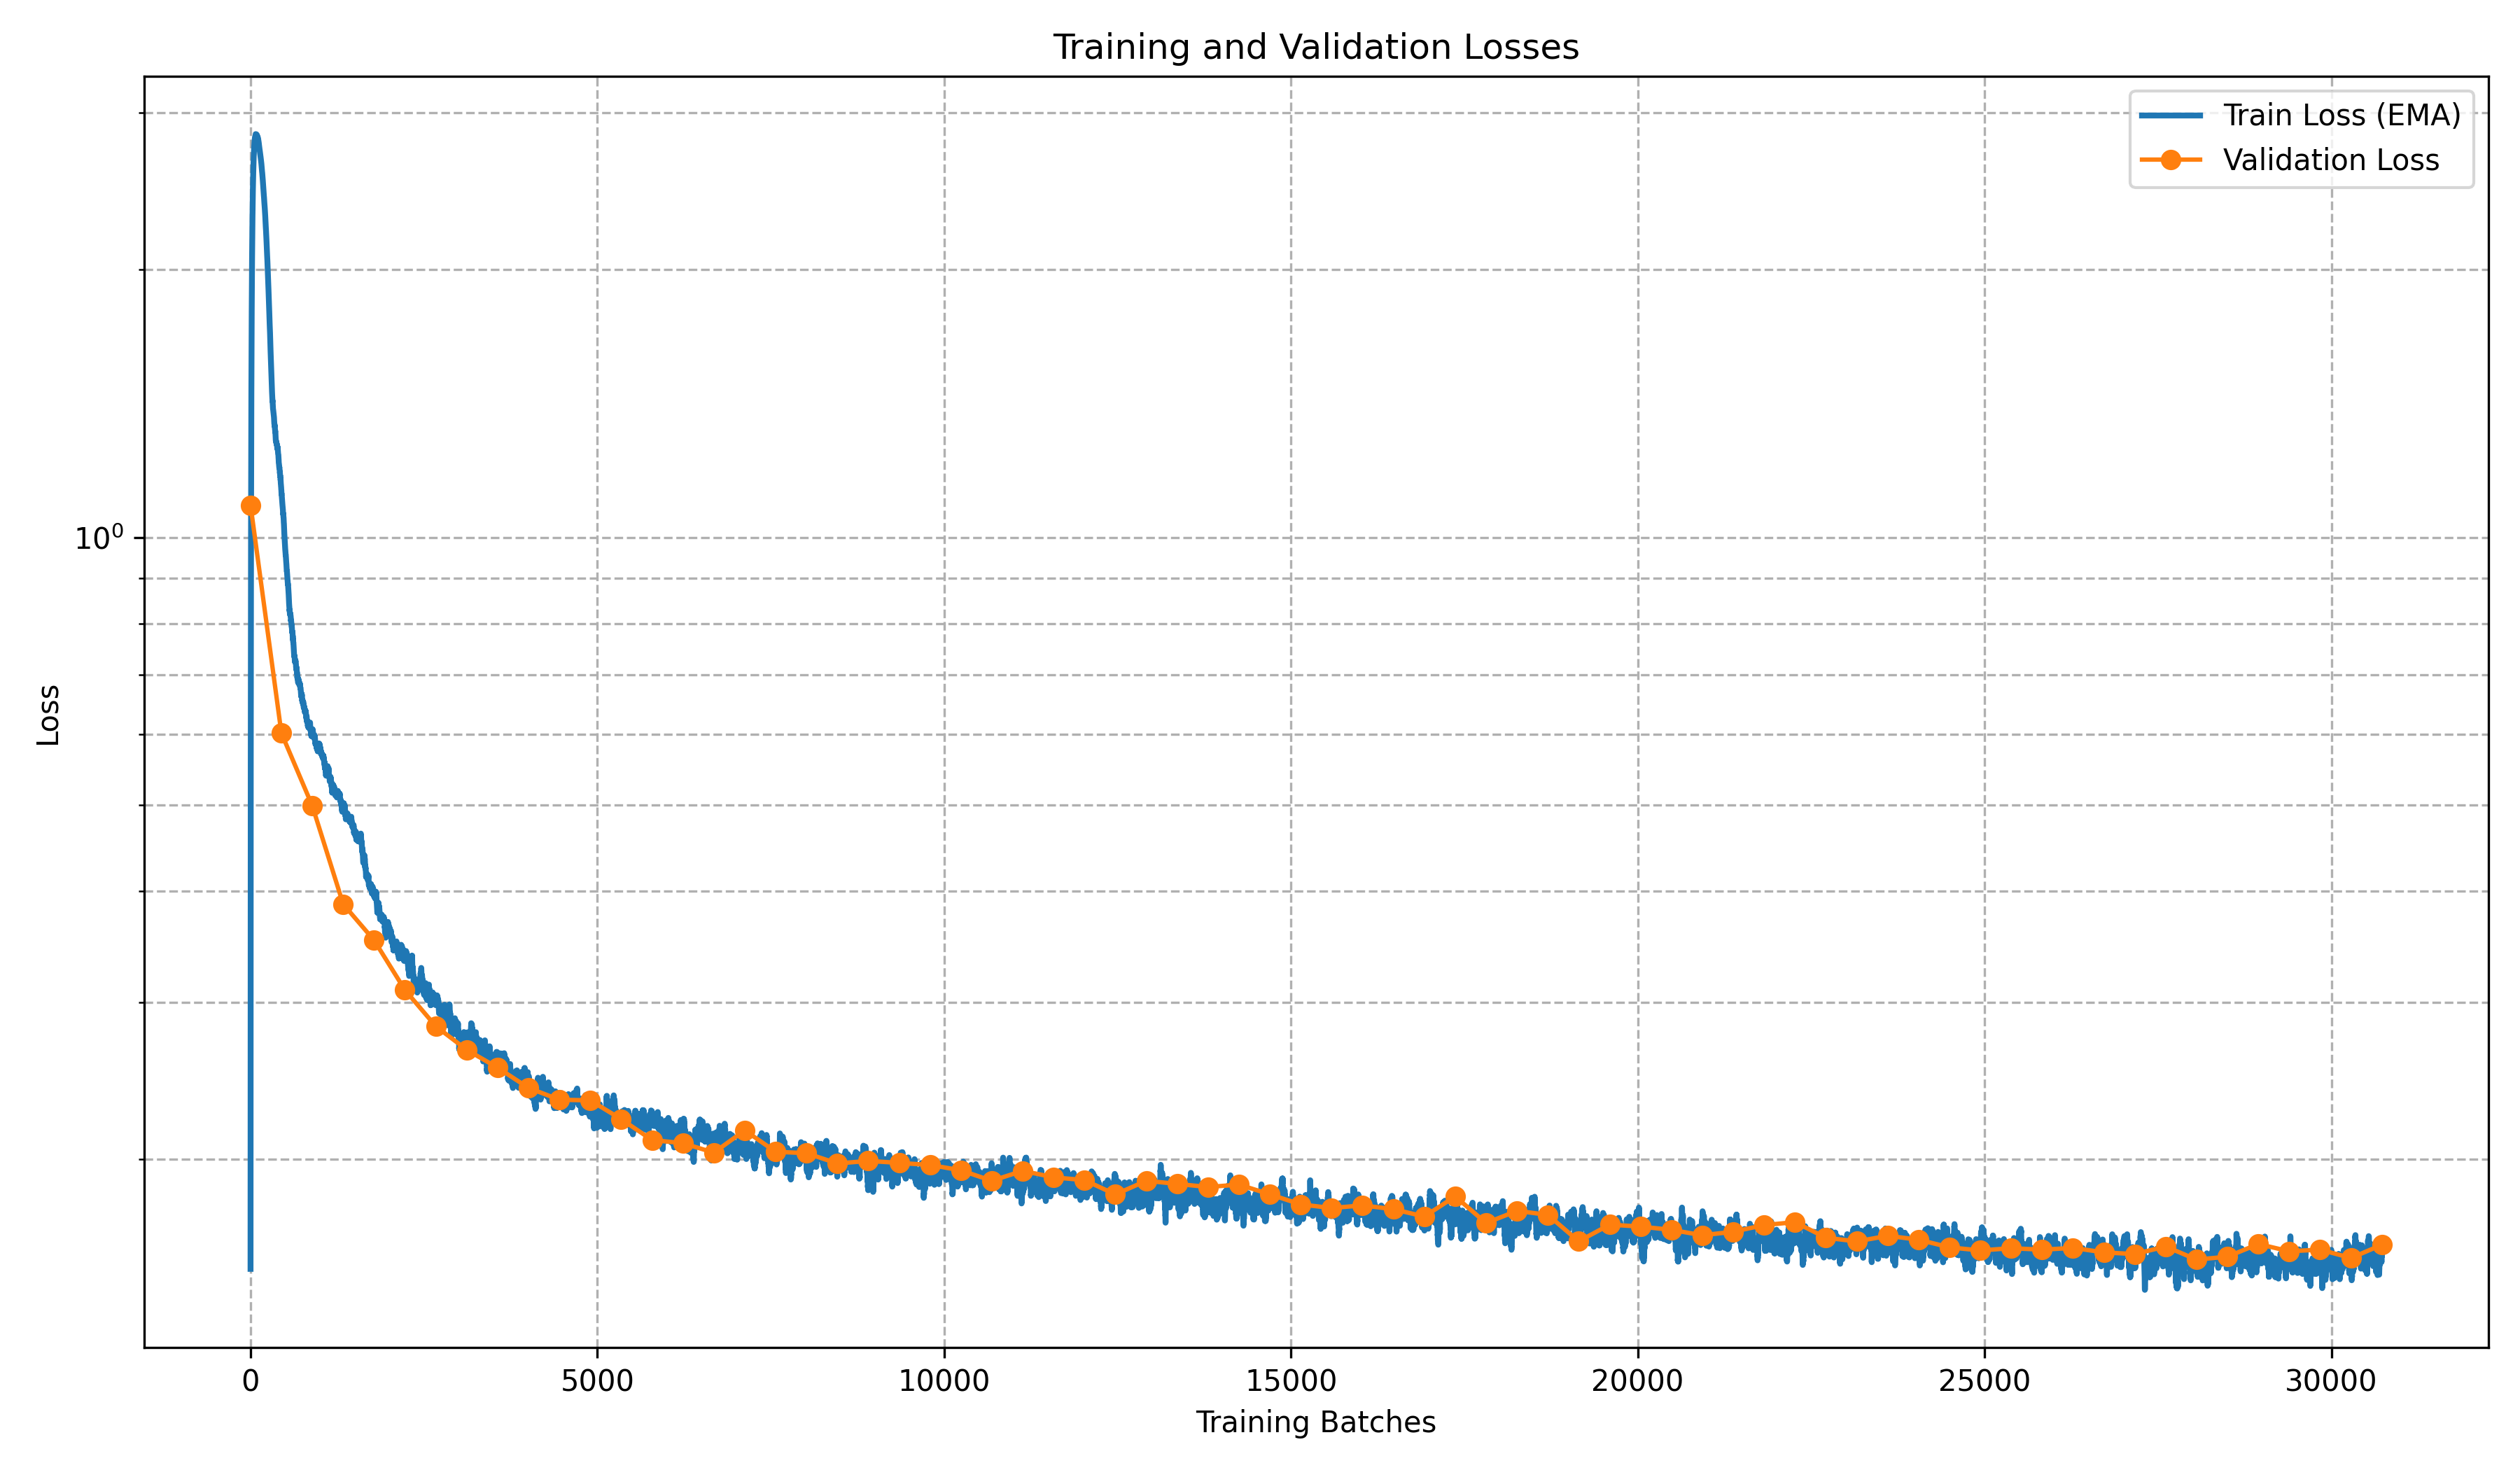 Training and Validation Losses
Train Loss (EMA)
Validation Loss
10⁰
Loss
0 5000 10000 15000 20000 25000 30000
Training Batches